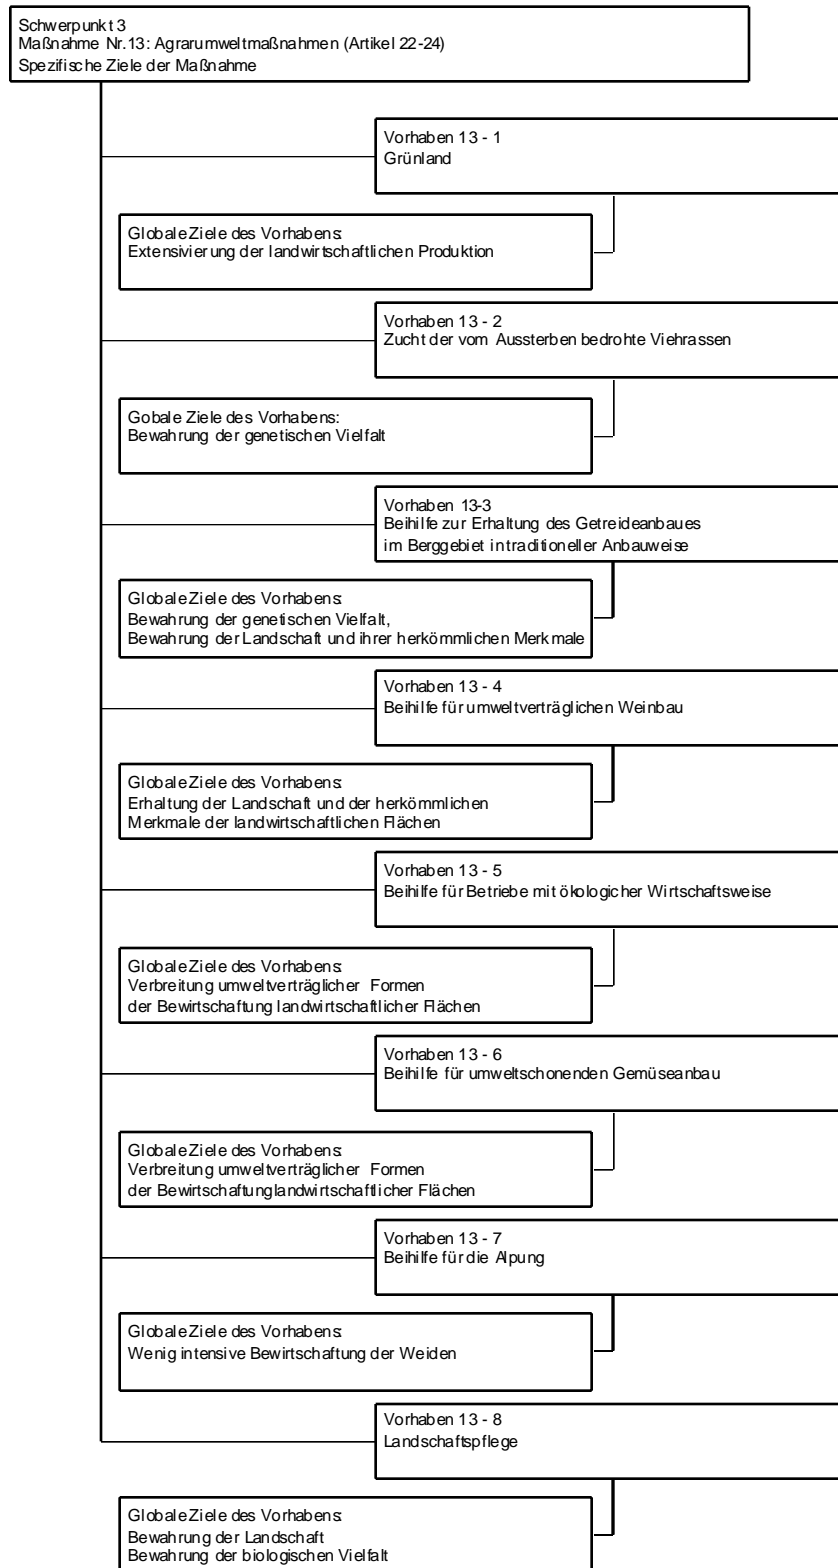 Schwerpunkt 3
Maßnahme Nr.13: Agrarumweltmaßnahmen (Artikel 22-24)
Spezifische Ziele der Maßnahme
Vorhaben 13 - 1
Grünland
Globale Ziele des Vorhabens:
Extensivierung der landwirtschaftlichen Produktion
Vorhaben 13 - 2
Zucht der vom Aussterben bedrohte Viehrassen
Gobale Ziele des Vorhabens:
Bewahrung der genetischen Vielfalt
Vorhaben 13-3
Beihilfe zur Erhaltung des Getreideanbaues
im Berggebiet in traditioneller Anbauweise
Globale Ziele des Vorhabens:
Bewahrung der genetischen Vielfalt,
Bewahrung der Landschaft und ihrer herkömmlichen Merkmale
Vorhaben 13 - 4
Beihilfe für umweltverträglichen Weinbau
Globale Ziele des Vorhabens:
Erhaltung der Landschaft und der herkömmlichen
Merkmale der landwirtschaftlichen Flächen
Vorhaben 13 - 5
Beihilfe für Betriebe mit ökologicher Wirtschaftsweise
Globale Ziele des Vorhabens:
Verbreitung umweltverträglicher Formen
der Bewirtschaftung landwirtschaftlicher Flächen
Vorhaben 13 - 6
Beihilfe für umweltschonenden Gemüseanbau
Globale Ziele des Vorhabens:
Verbreitung umweltverträglicher Formen
der Bewirtschaftung landwirtschaftlicher Flächen
Vorhaben 13 - 7
Beihilfe für die Alpung
Globale Ziele des Vorhabens:
Wenig intensive Bewirtschaftung der Weiden
Vorhaben 13 - 8
Landschaftspflege
Globale Ziele des Vorhabens:
Bewahrung der Landschaft
Bewahrung der biologischen Vielfalt